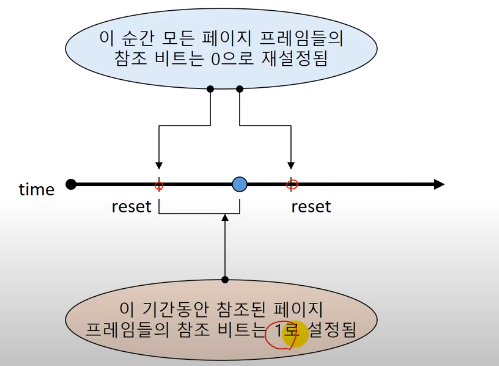 이 순간 모든 페이지 프레임들의
참조 비트는 0으로 재설정됨
time
reset
reset
이 기간동안 참조된 페이지
프레임들의 참조 비트는 1로 설정됨